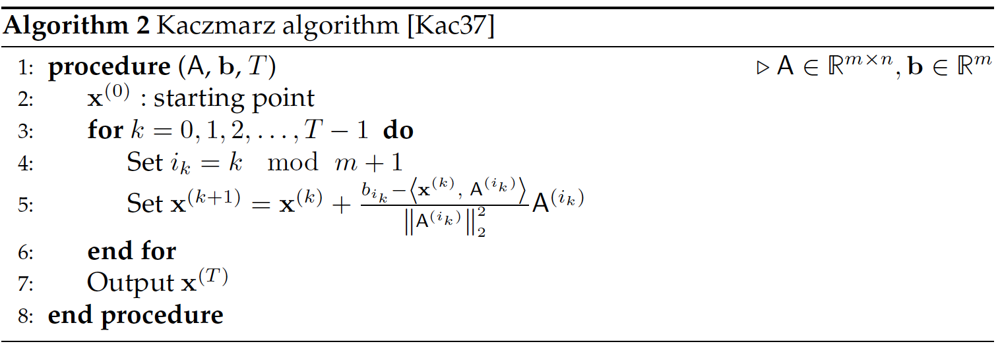 Algorithm 2 Kaczmarz algorithm [Kac37]
1: procedure (A, b, T) ▷ A ∈ ℝ^{m×n}, b ∈ ℝ^m
2: x^{(0)} : starting point
3: for k = 0, 1, 2, . . . , T − 1 do
4: Set i_k = k mod m + 1
5: Set x^{(k+1)} = x^{(k)} + \frac{b_{i_k} − ⟨x^{(k)}, A^{(i_k)}⟩}{‖A^{(i_k)}‖_2^2} A^{(i_k)}
6: end for
7: Output x^{(T)}
8: end procedure